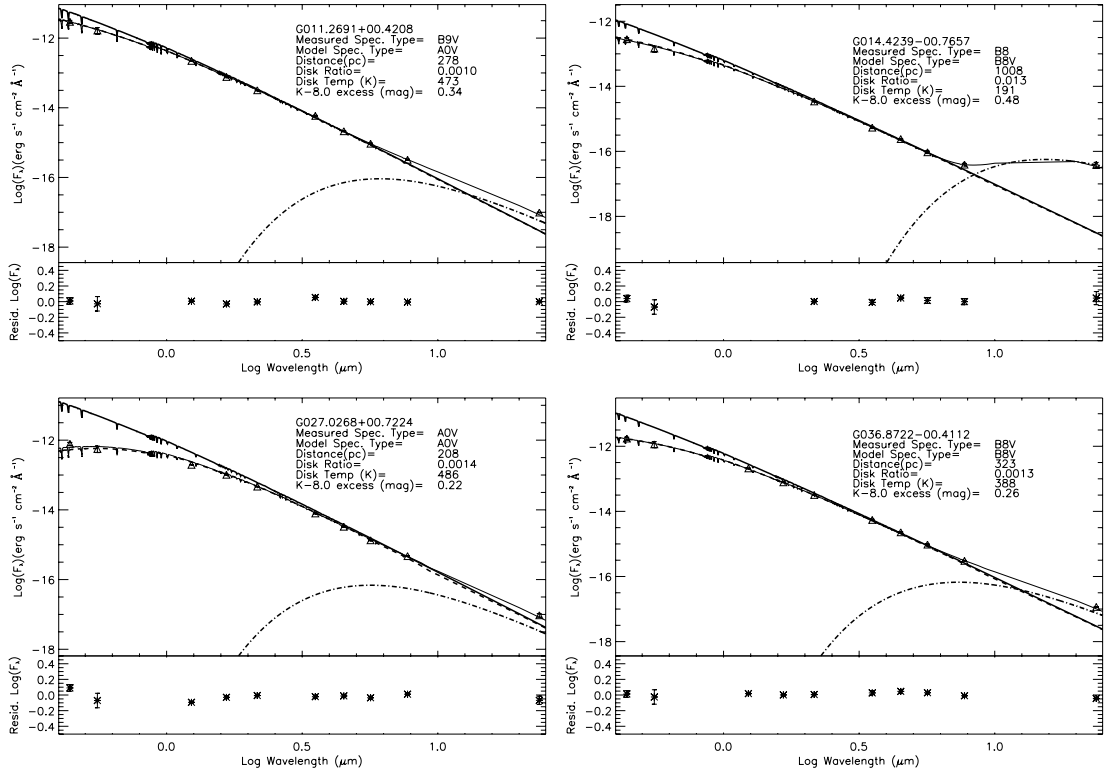 G011.2691+00.4208
Measured Spec. Type= B9V
Model Spec. Type= A0V
Distance(pc)= 278
Disk Ratio= 0.0010
Disk Temp (K)= 473
K-8.0 excess (mag)= 0.34
Log(Fλ)(erg s⁻¹ cm⁻² Å⁻¹)
-12
-14
-16
-18
Resid. Log(Fλ)
0.4
0.2
0.0
-0.2
-0.4
0.0 0.5 1.0
Log Wavelength (μm)
G014.4239-00.7657
Measured Spec. Type= B8
Model Spec. Type= B8V
Distance(pc)= 1008
Disk Ratio= 0.013
Disk Temp (K)= 191
K-8.0 excess (mag)= 0.48
Log(Fλ)(erg s⁻¹ cm⁻² Å⁻¹)
-12
-14
-16
-18
Resid. Log(Fλ)
0.4
0.2
0.0
-0.2
-0.4
0.0 0.5 1.0
Log Wavelength (μm)
G027.0268+00.7224
Measured Spec. Type= A0V
Model Spec. Type= A0V
Distance(pc)= 208
Disk Ratio= 0.0014
Disk Temp (K)= 486
K-8.0 excess (mag)= 0.22
Log(Fλ)(erg s⁻¹ cm⁻² Å⁻¹)
-12
-14
-16
-18
Resid. Log(Fλ)
0.4
0.2
0.0
-0.2
-0.4
0.0 0.5 1.0
Log Wavelength (μm)
G036.8722-00.4112
Measured Spec. Type= B8V
Model Spec. Type= B8V
Distance(pc)= 323
Disk Ratio= 0.0013
Disk Temp (K)= 388
K-8.0 excess (mag)= 0.26
Log(Fλ)(erg s⁻¹ cm⁻² Å⁻¹)
-12
-14
-16
-18
Resid. Log(Fλ)
0.4
0.2
0.0
-0.2
-0.4
0.0 0.5 1.0
Log Wavelength (μm)